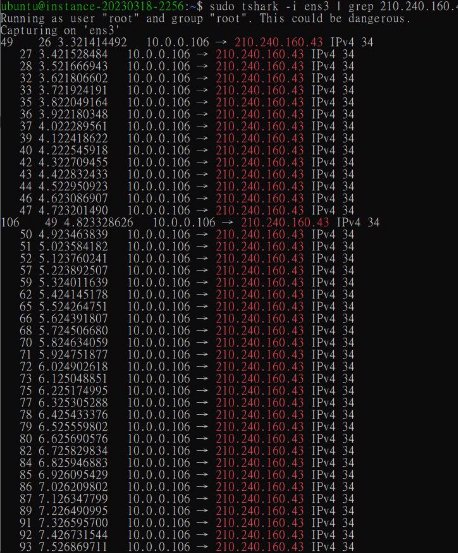 ubuntu@instance-20230318-2256:~$ sudo tshark -i ens3 | grep 210.240.160.
Running as user "root" and group "root". This could be dangerous.
Capturing on 'ens3'
49 26 3.321414492 10.0.0.106 → 210.240.160.43 IPv4 34
27 3.421528484 10.0.0.106 → 210.240.160.43 IPv4 34
28 3.521666943 10.0.0.106 → 210.240.160.43 IPv4 34
32 3.621806602 10.0.0.106 → 210.240.160.43 IPv4 34
33 3.721924191 10.0.0.106 → 210.240.160.43 IPv4 34
35 3.822049164 10.0.0.106 → 210.240.160.43 IPv4 34
36 3.922180348 10.0.0.106 → 210.240.160.43 IPv4 34
37 4.022289561 10.0.0.106 → 210.240.160.43 IPv4 34
39 4.122418622 10.0.0.106 → 210.240.160.43 IPv4 34
40 4.222545918 10.0.0.106 → 210.240.160.43 IPv4 34
42 4.322709455 10.0.0.106 → 210.240.160.43 IPv4 34
43 4.422832433 10.0.0.106 → 210.240.160.43 IPv4 34
44 4.522950923 10.0.0.106 → 210.240.160.43 IPv4 34
46 4.623086907 10.0.0.106 → 210.240.160.43 IPv4 34
47 4.723201490 10.0.0.106 → 210.240.160.43 IPv4 34
106 49 4.823328626 10.0.0.106 → 210.240.160.43 IPv4 34
50 4.923463839 10.0.0.106 → 210.240.160.43 IPv4 34
51 5.023584182 10.0.0.106 → 210.240.160.43 IPv4 34
52 5.123760241 10.0.0.106 → 210.240.160.43 IPv4 34
57 5.223892507 10.0.0.106 → 210.240.160.43 IPv4 34
59 5.324011639 10.0.0.106 → 210.240.160.43 IPv4 34
62 5.424145178 10.0.0.106 → 210.240.160.43 IPv4 34
65 5.524264751 10.0.0.106 → 210.240.160.43 IPv4 34
66 5.624391807 10.0.0.106 → 210.240.160.43 IPv4 34
68 5.724506680 10.0.0.106 → 210.240.160.43 IPv4 34
70 5.824634059 10.0.0.106 → 210.240.160.43 IPv4 34
71 5.924751877 10.0.0.106 → 210.240.160.43 IPv4 34
72 6.024902618 10.0.0.106 → 210.240.160.43 IPv4 34
73 6.125048851 10.0.0.106 → 210.240.160.43 IPv4 34
75 6.225174995 10.0.0.106 → 210.240.160.43 IPv4 34
77 6.325305288 10.0.0.106 → 210.240.160.43 IPv4 34
78 6.425433376 10.0.0.106 → 210.240.160.43 IPv4 34
79 6.525559802 10.0.0.106 → 210.240.160.43 IPv4 34
80 6.625690576 10.0.0.106 → 210.240.160.43 IPv4 34
82 6.725829834 10.0.0.106 → 210.240.160.43 IPv4 34
84 6.825946883 10.0.0.106 → 210.240.160.43 IPv4 34
85 6.926095429 10.0.0.106 → 210.240.160.43 IPv4 34
86 7.026209802 10.0.0.106 → 210.240.160.43 IPv4 34
87 7.126347799 10.0.0.106 → 210.240.160.43 IPv4 34
89 7.226490995 10.0.0.106 → 210.240.160.43 IPv4 34
91 7.326595700 10.0.0.106 → 210.240.160.43 IPv4 34
92 7.426731544 10.0.0.106 → 210.240.160.43 IPv4 34
93 7.526869711 10.0.0.106 → 210.240.160.43 IPv4 34